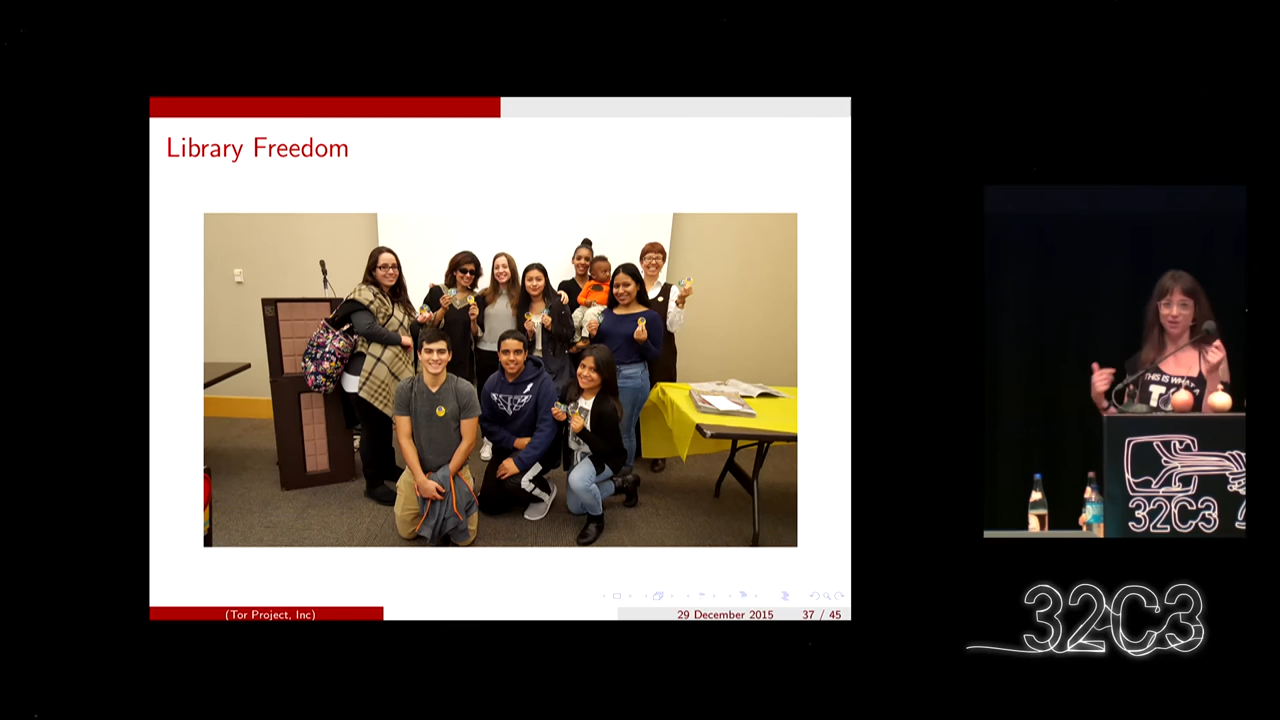 Library Freedom
THIS IS WHAT
(Tor Project, Inc)
29 December 2015
37 / 45
32C3
32C3